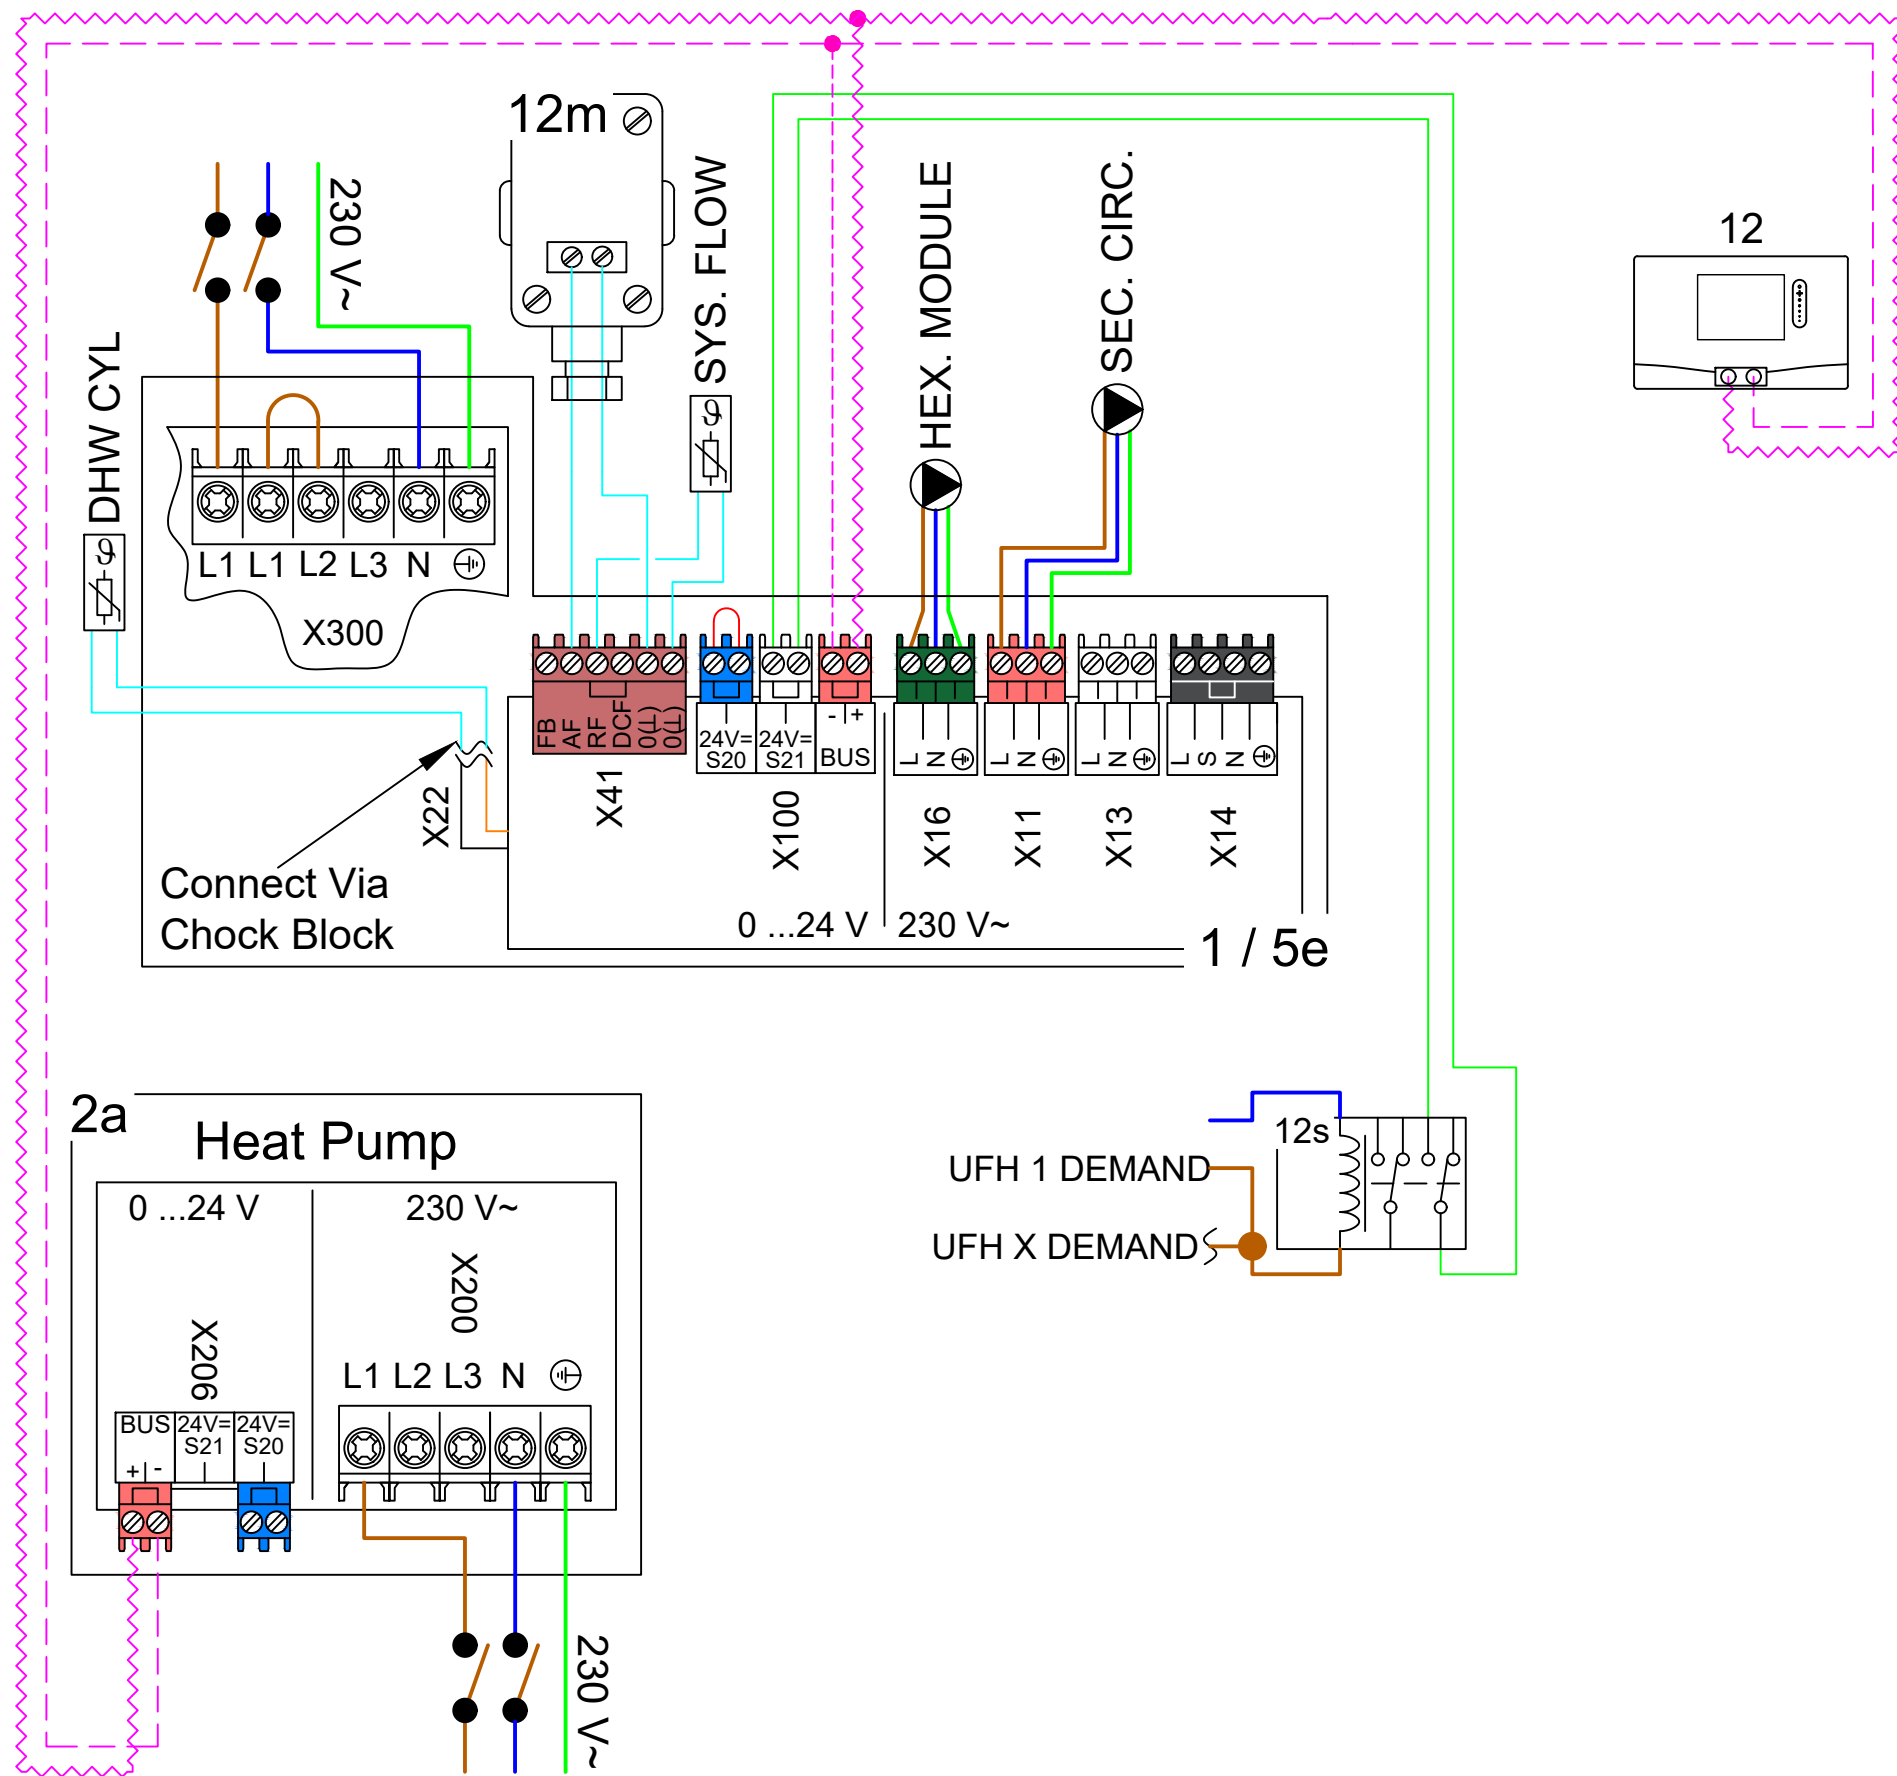 12m
230 V~
SYS. FLOW
HEX. MODULE
SEC. CIRC.
12
DHW CYL
ϑ
ϑ
L1 L1 L2 L3 N
X300
FB
AF
RF
DCF
0(⊥)
0(⊥)
X41
24V=
S20
24V=
S21
- +
BUS
X100
L N
X16
L N
X11
L N
X13
L S N
X14
X22
Connect Via
Chock Block
0 ...24 V
230 V~
1 / 5e
2a
Heat Pump
0 ...24 V
230 V~
X206
X200
L1 L2 L3 N
BUS
+ -
24V=
S21
24V=
S20
230 V~
12s
UFH 1 DEMAND
UFH X DEMAND